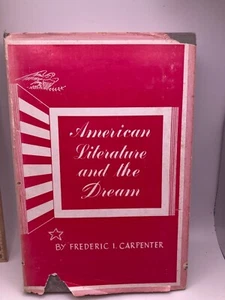 American
Literature
and the
Dream
BY FREDERIC I. CARPENTER